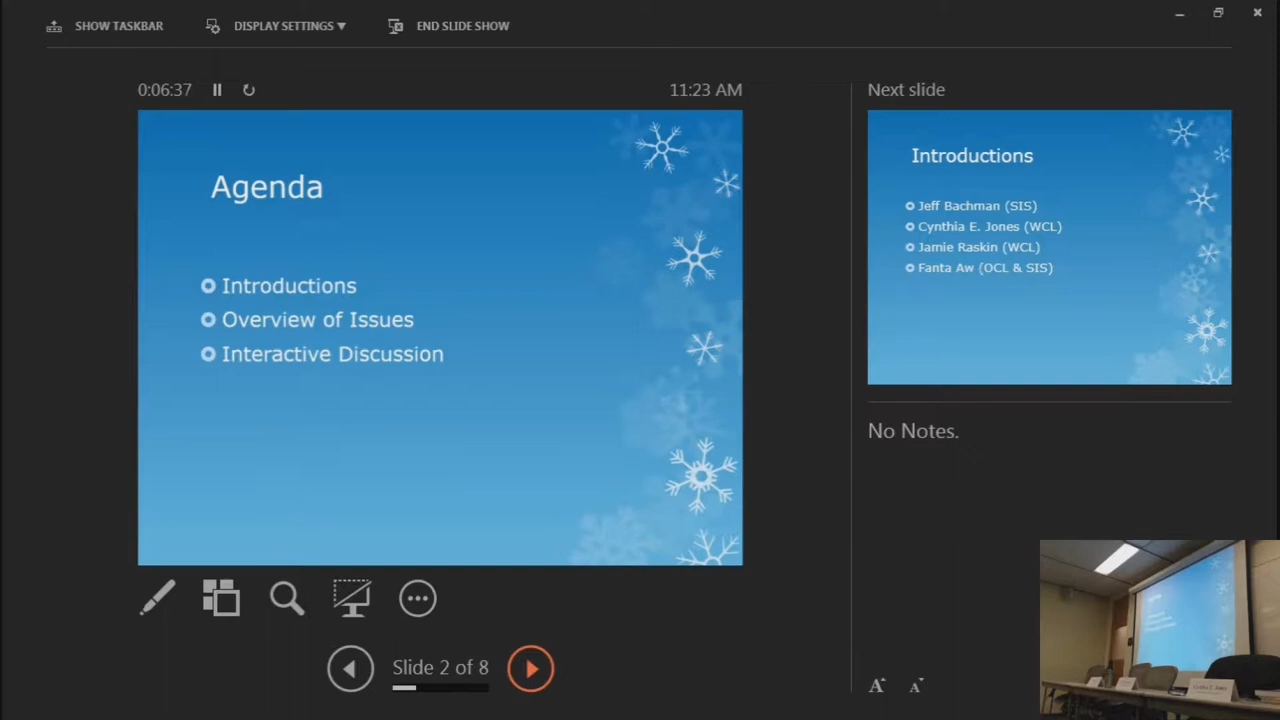 SHOW TASKBAR
DISPLAY SETTINGS
END SLIDE SHOW
0:06:37
11:23 AM
Agenda
Introductions
Overview of Issues
Interactive Discussion
Next slide
Introductions
Jeff Bachman (SIS)
Cynthia E. Jones (WCL)
Jamie Raskin (WCL)
Fanta Aw (OCL & SIS)
No Notes.
Slide 2 of 8
A A